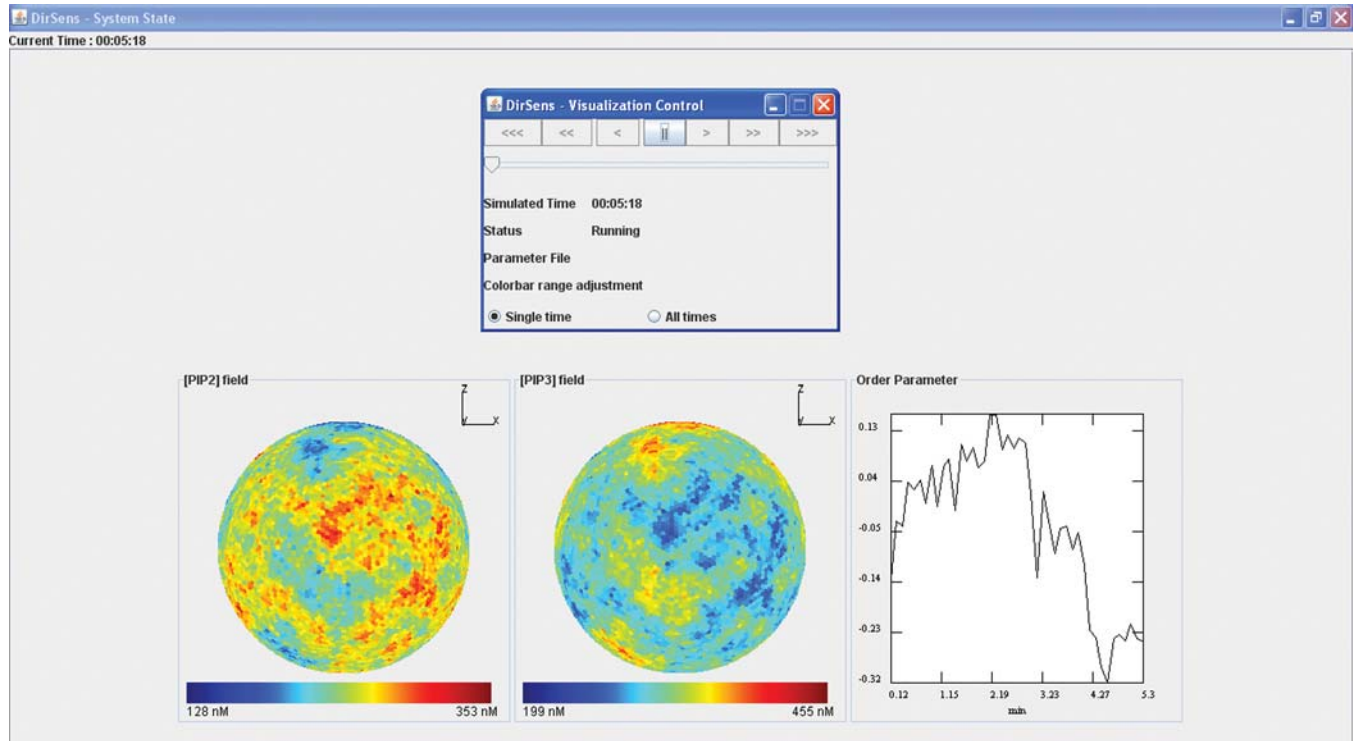 DirSens - System State
Current Time : 00:05:18
DirSens - Visualization Control
<<< << < || > >> >>>
Simulated Time 00:05:18
Status Running
Parameter File
Colorbar range adjustment
Single time All times
[PIP2] field
Z
Y X
128 nM 353 nM
[PIP3] field
Z
Y X
199 nM 455 nM
Order Parameter
0.13
0.04
-0.05
-0.14
-0.23
-0.32
0.12 1.15 2.19 3.23 4.27 5.3
min